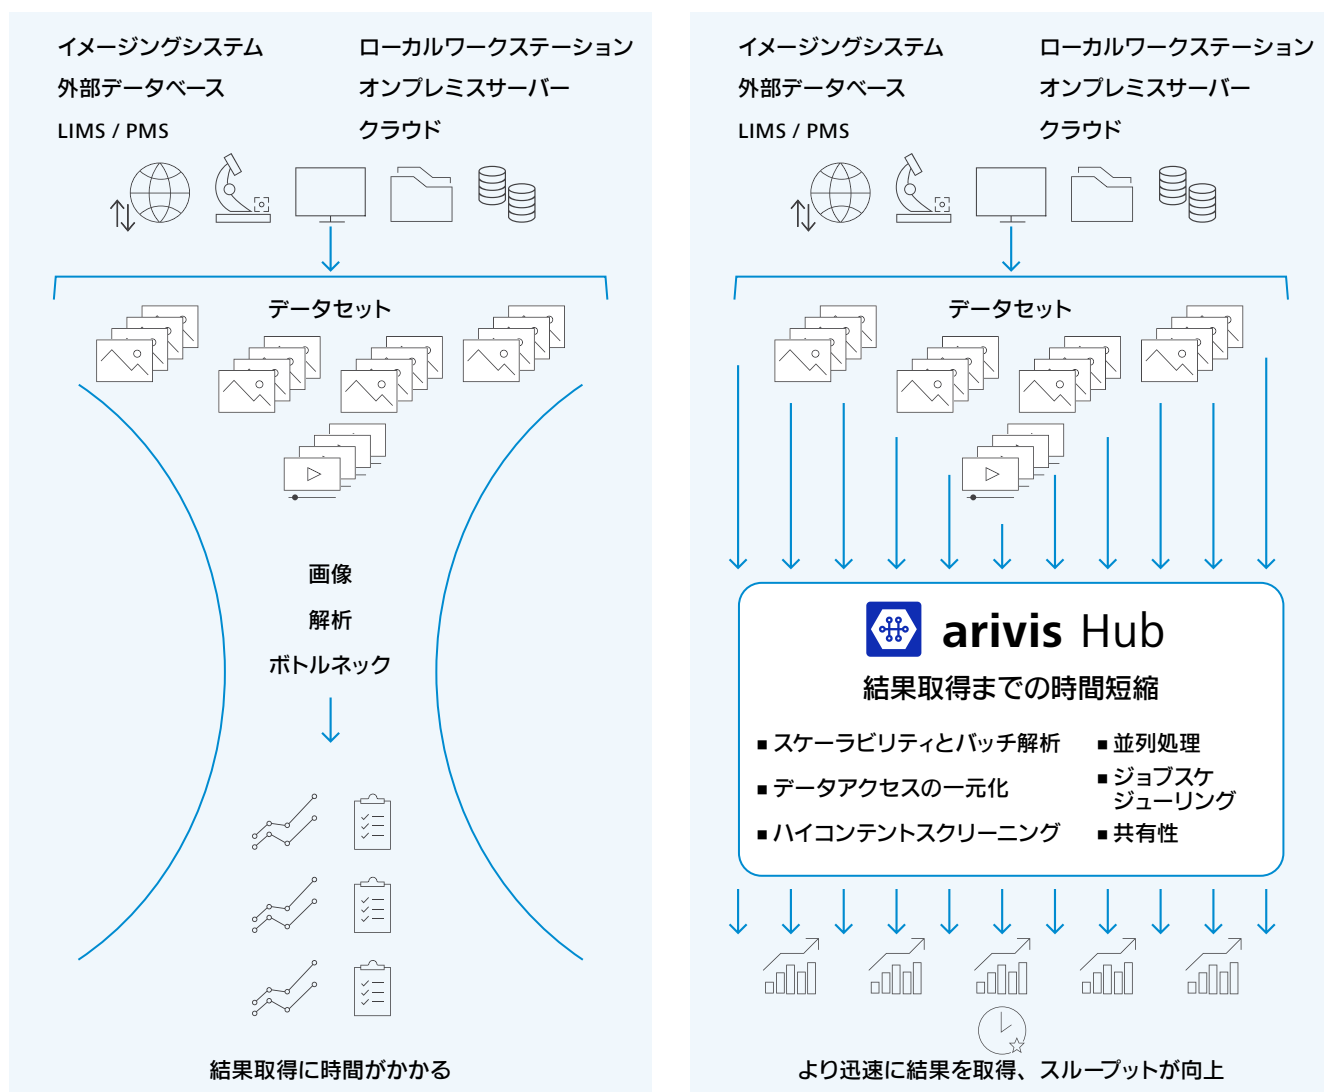 イメージングシステム
外部データベース
LIMS / PMS
ローカルワークステーション
オンプレミスサーバー
クラウド
データセット
画像
解析
ボトルネック
結果取得に時間がかかる
イメージングシステム
外部データベース
LIMS / PMS
ローカルワークステーション
オンプレミスサーバー
クラウド
データセット
arivis Hub
結果取得までの時間短縮
■ スケーラビリティとバッチ解析
■ データアクセスの一元化
■ ハイコンテントスクリーニング
■ 並列処理
■ ジョブスケ
ジューリング
■ 共有性
より迅速に結果を取得、スループットが向上